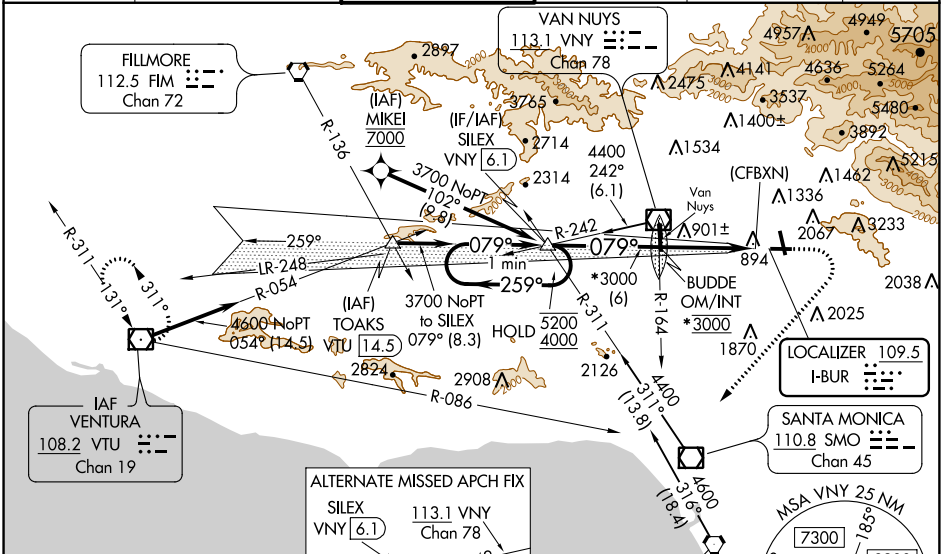 VAN NUYS
113.1 VNY
Chan 78
FILLMORE
112.5 FIM
Chan 72
2897
4957
4949
5705
2475
4141
4636
5264
3765
3537
5480
1400±
3892
(IAF)
MIKEI
7000
(IF/IAF)
SILEX
VNY 6.1
2714
1534
5215
R-136
4400
242°
(6.1)
(CFBXN)
1462
3700 NoPT
102°
(9.8)
2314
1336
Van
Nuys
R-242
901±
2067
3233
R-311
259°
079°
079°
894
LR-248
1 min
259°
*3000
(6)
BUDDE
OM/INT
*3000
2038
131°
311°
R-054
(IAF)
TOAKS
VTU 14.5
3700 NoPT
to SILEX
079° (8.3)
HOLD
5200
4000
R-311
R-164
2025
4600 NoPT
054° (14.5)
1870
2824
2908
2126
LOCALIZER 109.5
I-BUR
R-086
4400
311°
(13.8)
IAF
VENTURA
108.2 VTU
Chan 19
SANTA MONICA
110.8 SMO
Chan 45
4600
316°
(18.4)
ALTERNATE MISSED APCH FIX
SILEX
VNY 6.1
113.1 VNY
Chan 78
MSA VNY 25 NM
7300
185°